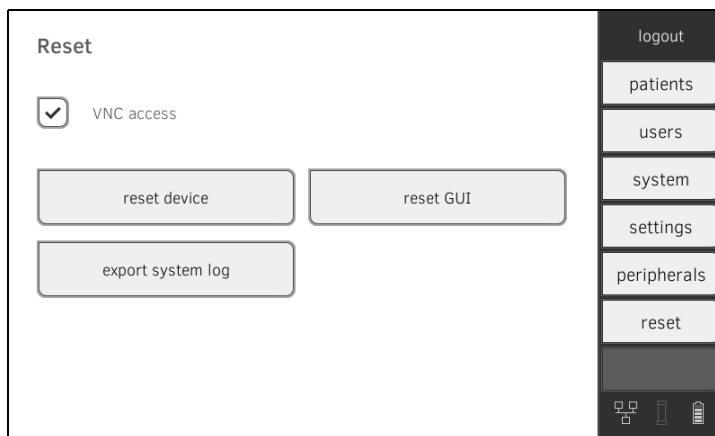 Reset
VNC access
reset device
reset GUI
export system log
logout
patients
users
system
settings
peripherals
reset